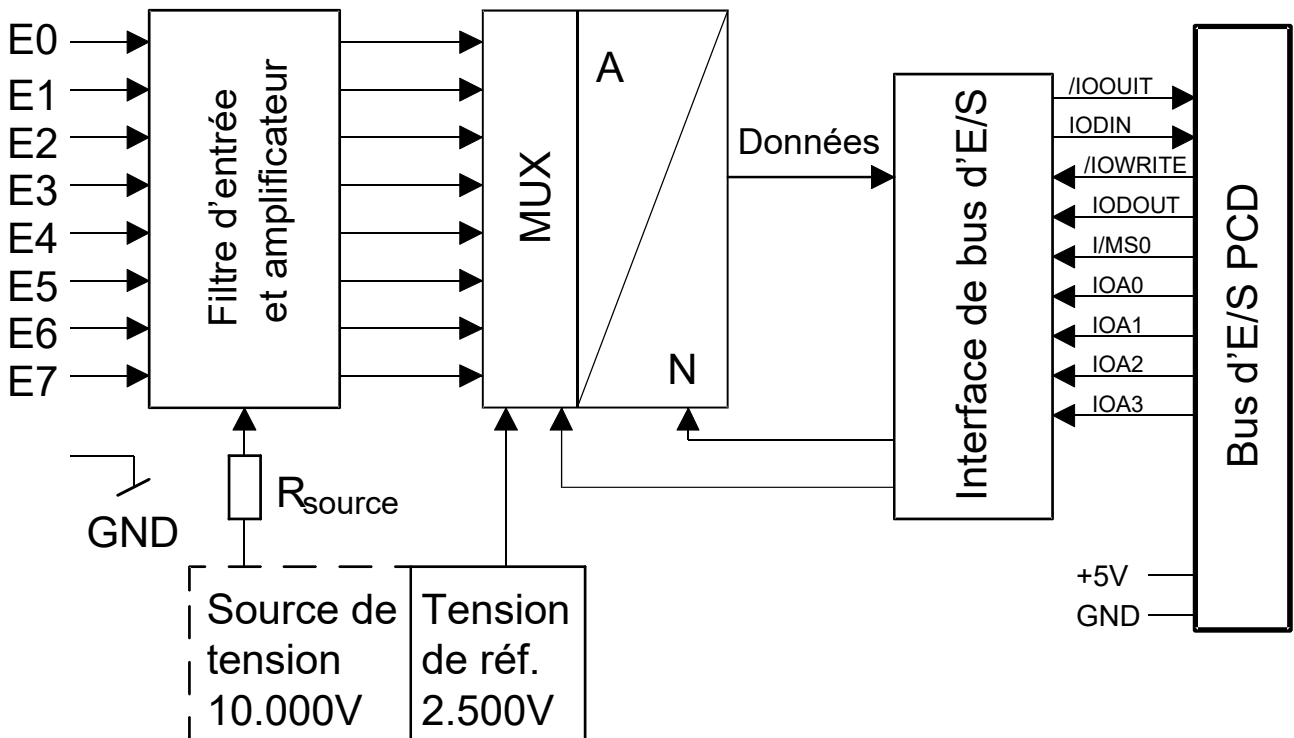 E0
E1
E2
E3
E4
E5
E6
E7
GND
Filtre d'entrée
et amplificateur
R source
Source de
tension
10.000V
Tension
de réf.
2.500V
MUX
A
N
Données
Interface de bus d'E/S
/IOOUIT
IODIN
/IOWRITE
IODOUT
I/MS0
IOA0
IOA1
IOA2
IOA3
+5V
GND
Bus d'E/S PCD